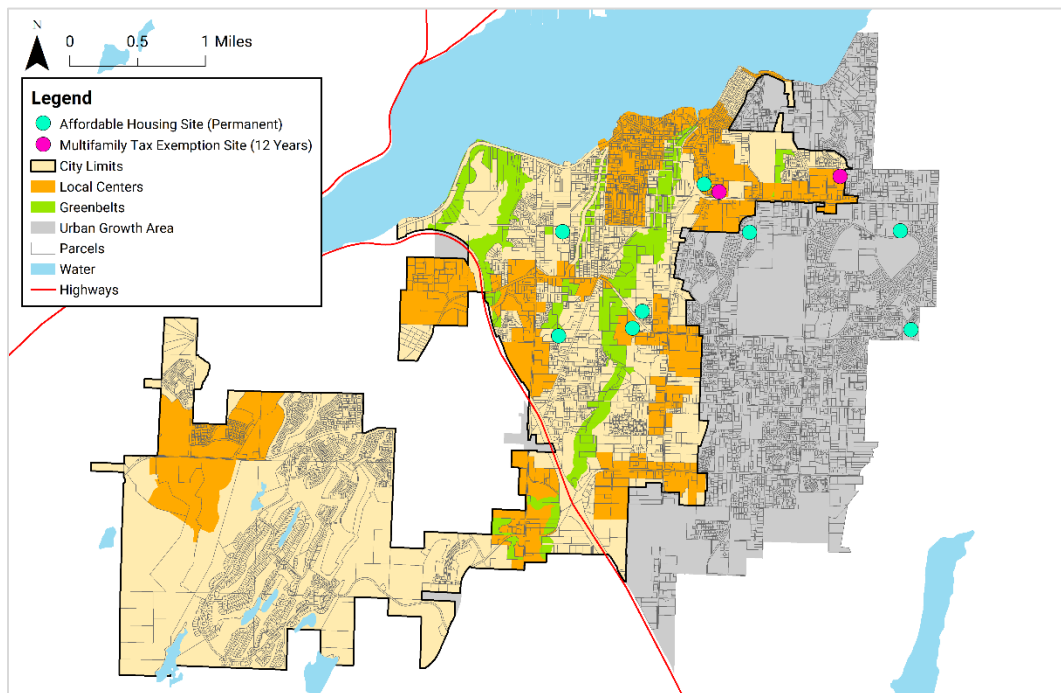 N
0 0.5 1 Miles
Legend
Affordable Housing Site (Permanent)
Multifamily Tax Exemption Site (12 Years)
City Limits
Local Centers
Greenbelts
Urban Growth Area
Parcels
Water
Highways